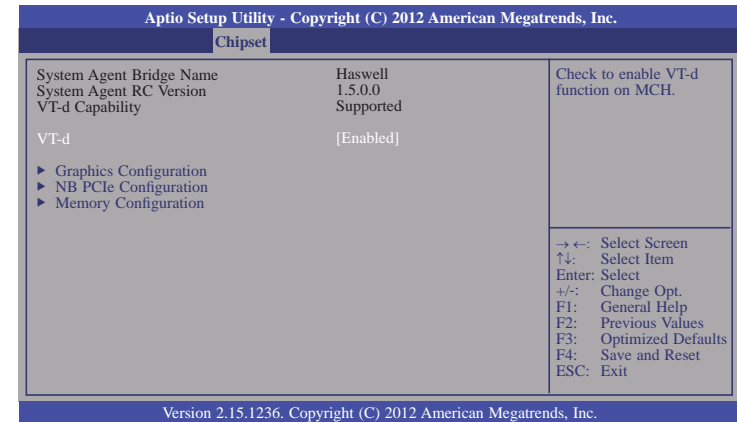 Aptio Setup Utility - Copyright (C) 2012 American Megatrends, Inc.
Chipset
System Agent Bridge Name Haswell
System Agent RC Version 1.5.0.0
VT-d Capability Supported
VT-d [Enabled]
▶ Graphics Configuration
▶ NB PCIe Configuration
▶ Memory Configuration
Check to enable VT-d
function on MCH.
→ ←: Select Screen
↑↓: Select Item
Enter: Select
+/-: Change Opt.
F1: General Help
F2: Previous Values
F3: Optimized Defaults
F4: Save and Reset
ESC: Exit
Version 2.15.1236. Copyright (C) 2012 American Megatrends, Inc.